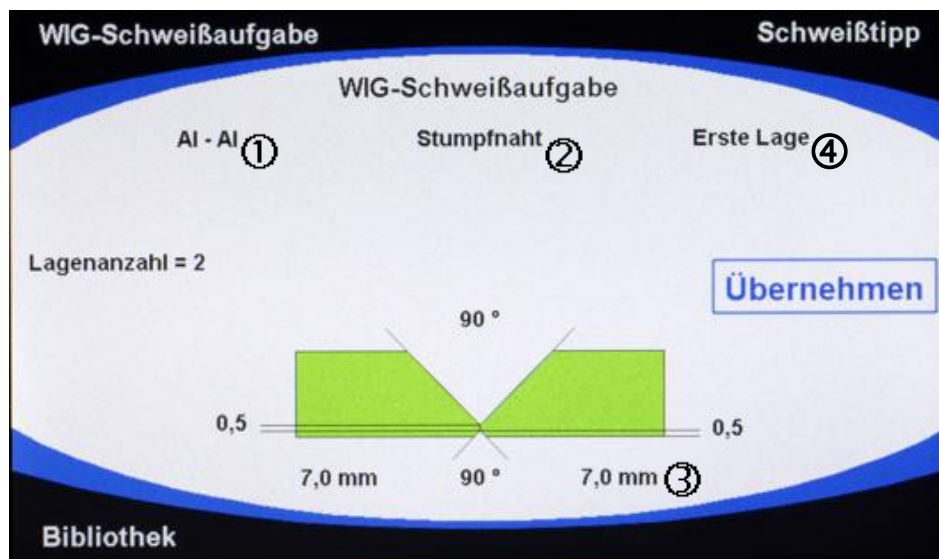 WIG-Schweißaufgabe Schweißtipp
WIG-Schweißaufgabe
Al - Al ① Stumpfnaht ② Erste Lage ④
Lagenanzahl = 2
Übernehmen
90 °
0,5 0,5
7,0 mm 90 ° 7,0 mm ③
Bibliothek